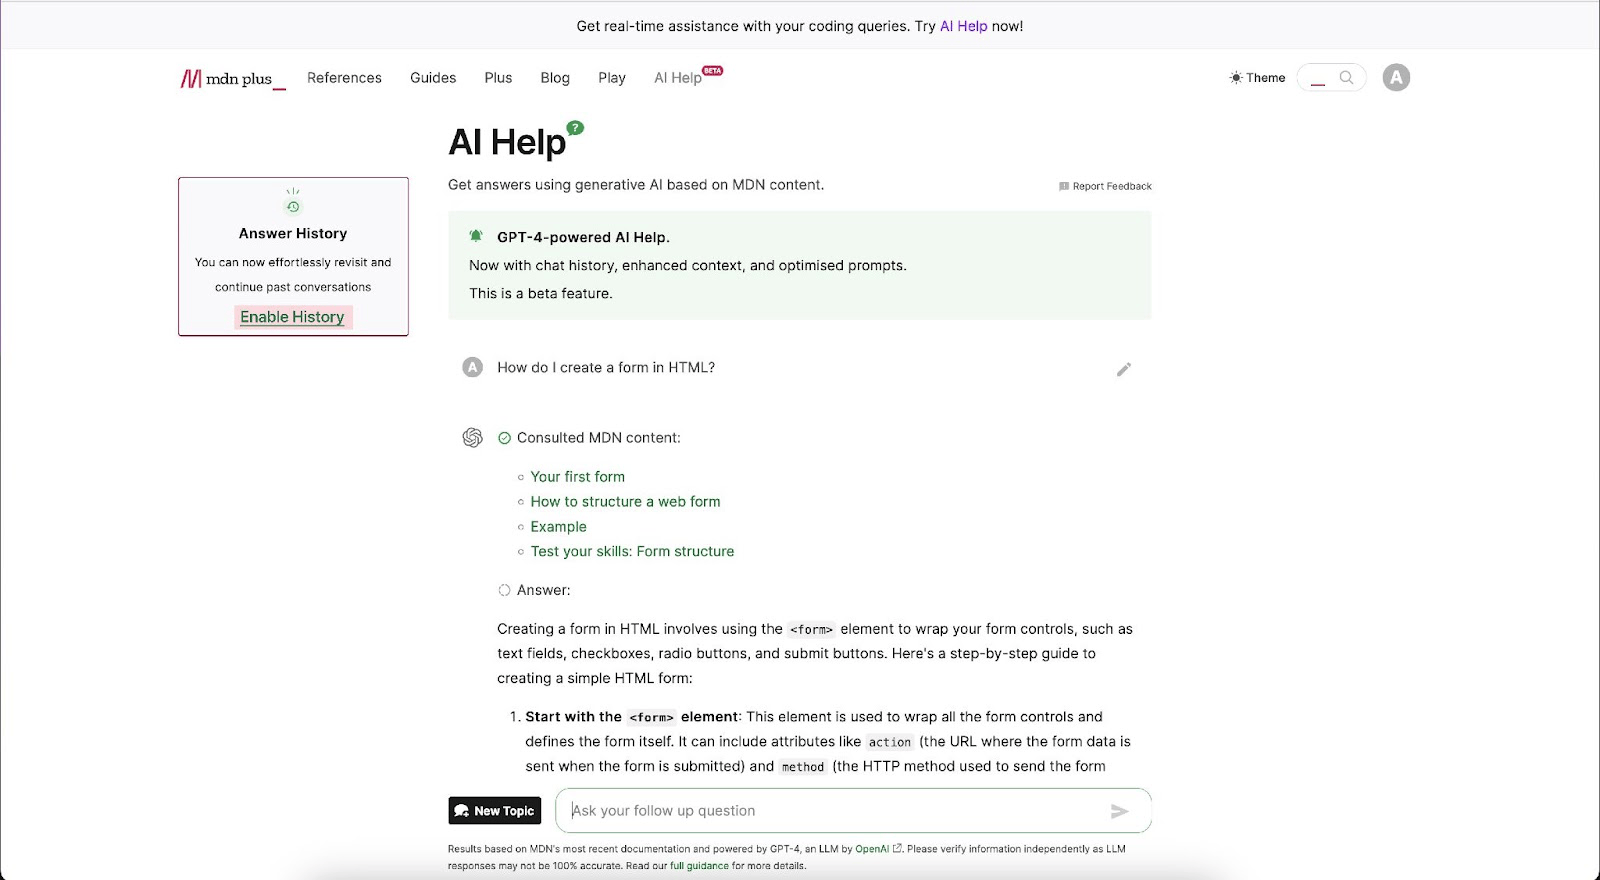 Get real-time assistance with your coding queries. Try AI Help now!
mdn plus_
References Guides Plus Blog Play AI Help BETA
Theme
A
AI Help ?
Get answers using generative AI based on MDN content.
Report Feedback
Answer History
You can now effortlessly revisit and
continue past conversations
Enable History
GPT-4-powered AI Help.
Now with chat history, enhanced context, and optimised prompts.
This is a beta feature.
A How do I create a form in HTML?
Consulted MDN content:
Your first form
How to structure a web form
Example
Test your skills: Form structure
Answer:
Creating a form in HTML involves using the <form> element to wrap your form controls, such as
text fields, checkboxes, radio buttons, and submit buttons. Here's a step-by-step guide to
creating a simple HTML form:
1. Start with the <form> element: This element is used to wrap all the form controls and
defines the form itself. It can include attributes like action (the URL where the form data is
sent when the form is submitted) and method (the HTTP method used to send the form
New Topic
Ask your follow up question
Results based on MDN's most recent documentation and powered by GPT-4, an LLM by OpenAI. Please verify information independently as LLM
responses may not be 100% accurate. Read our full guidance for more details.